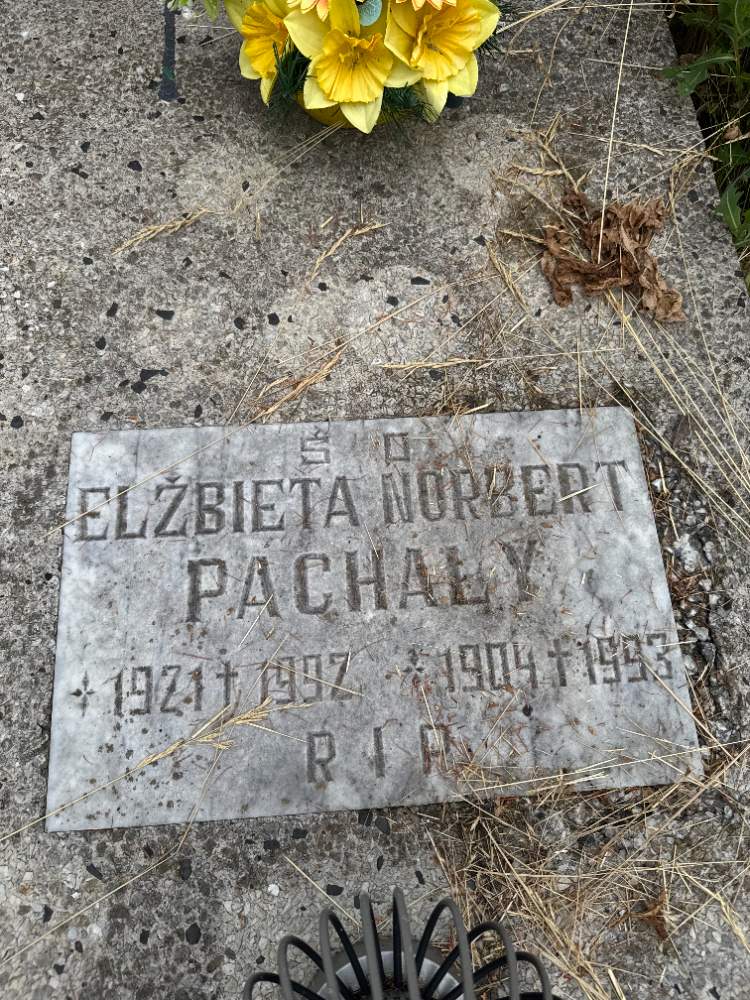 Ś P
ELŻBIETA NORBERT
PACHAŁY
* 1921 † 1992 * 1904 † 1993
R I P